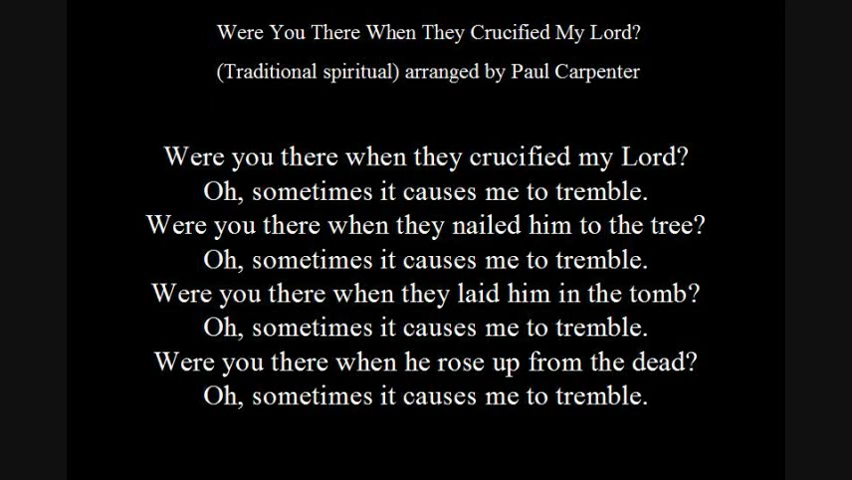 Were You There When They Crucified My Lord?
(Traditional spiritual) arranged by Paul Carpenter
Were you there when they crucified my Lord?
Oh, sometimes it causes me to tremble.
Were you there when they nailed him to the tree?
Oh, sometimes it causes me to tremble.
Were you there when they laid him in the tomb?
Oh, sometimes it causes me to tremble.
Were you there when he rose up from the dead?
Oh, sometimes it causes me to tremble.